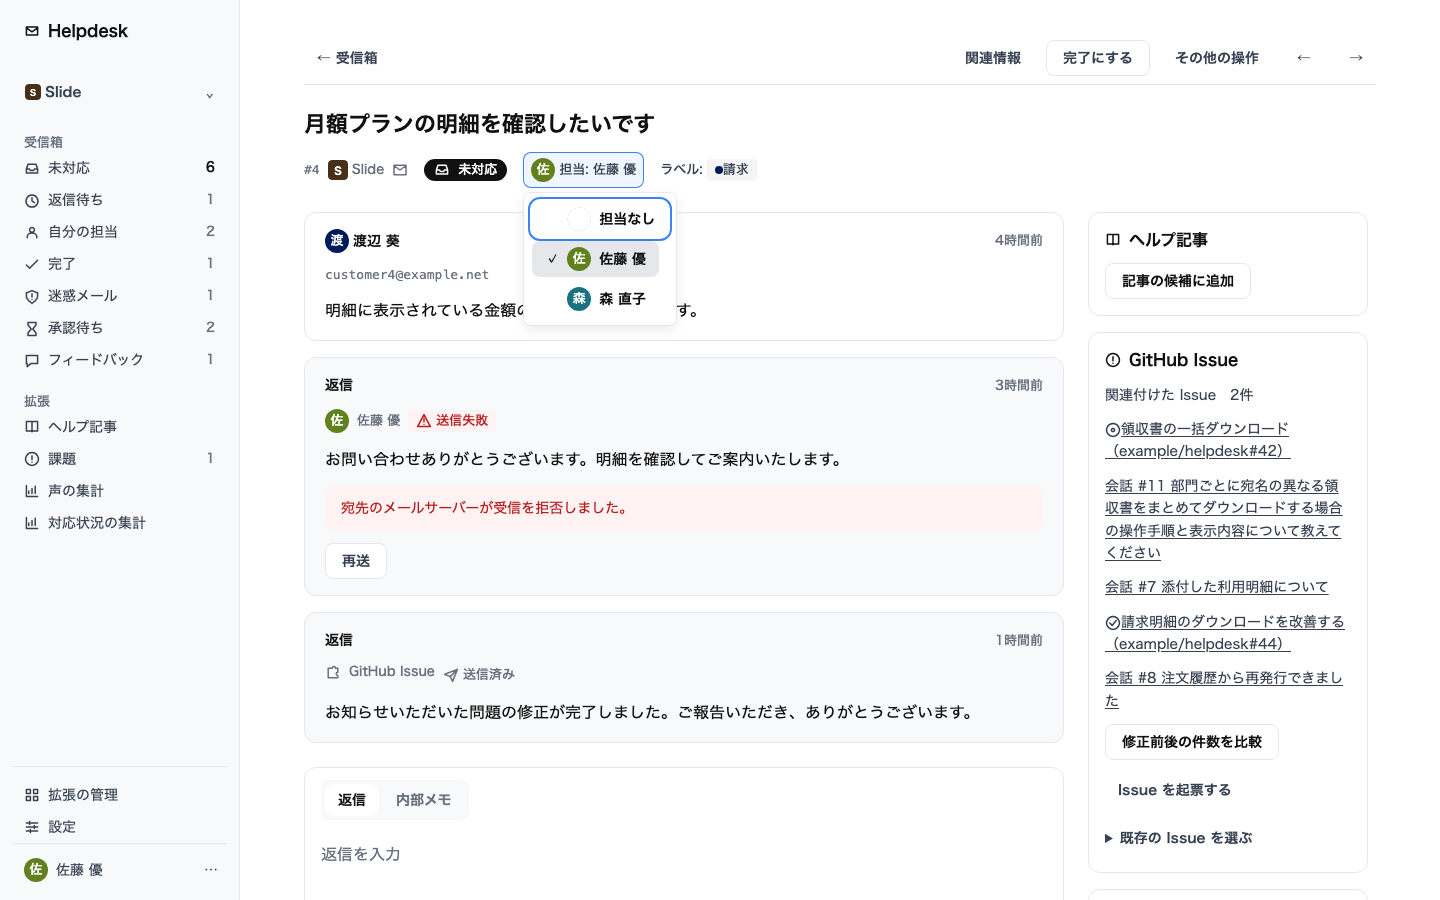 Helpdesk
S Slide
受信箱
未対応 6
返信待ち 1
自分の担当 2
完了 1
迷惑メール 1
承認待ち 2
フィードバック 1
拡張
ヘルプ記事
課題 1
声の集計
対応状況の集計
拡張の管理
設定
佐 佐藤 優 …
← 受信箱
関連情報 完了にする その他の操作 ← →
月額プランの明細を確認したいです
#4 S Slide 未対応 佐 担当: 佐藤 優 ラベル: 請求
担当なし
✓ 佐 佐藤 優
森 森 直子
渡 渡辺 葵 4時間前
customer4@example.net
明細に表示されている金額の
す。
返信 3時間前
佐 佐藤 優 送信失敗
お問い合わせありがとうございます。明細を確認してご案内いたします。
宛先のメールサーバーが受信を拒否しました。
再送
返信 1時間前
GitHub Issue 送信済み
お知らせいただいた問題の修正が完了しました。ご報告いただき、ありがとうございます。
返信 内部メモ
返信を入力
ヘルプ記事
記事の候補に追加
GitHub Issue
関連付けた Issue 2件
領収書の一括ダウンロード
（example/helpdesk#42）
会話 #11 部門ごとに宛名の異なる領
収書をまとめてダウンロードする場合
の操作手順と表示内容について教えて
ください
会話 #7 添付した利用明細について
請求明細のダウンロードを改善する
（example/helpdesk#44）
会話 #8 注文履歴から再発行できまし
た
修正前後の件数を比較
Issue を起票する
▶ 既存の Issue を選ぶ